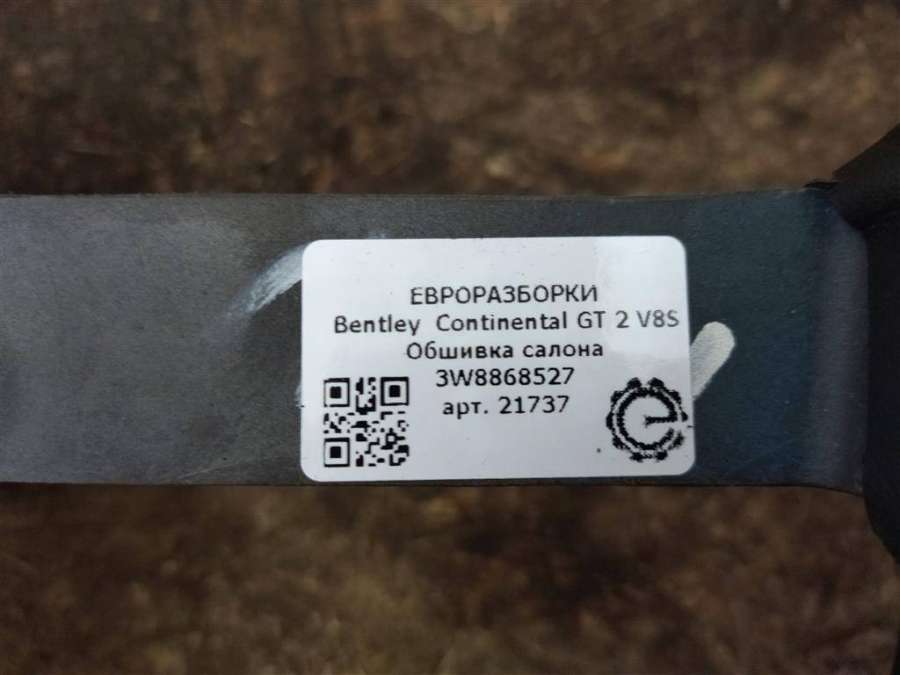 ЕВРОРАЗБОРКИ
Bentley Continental GT 2 V8S
Обшивка салона
3W8868527
арт. 21737